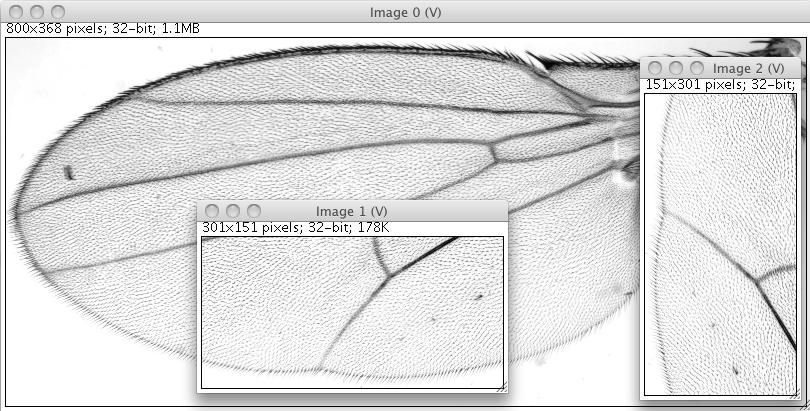 Image 0 (V)
800x368 pixels; 32-bit; 1.1MB
Image 2 (V)
151x301 pixels; 32-bit;
Image 1 (V)
301x151 pixels; 32-bit; 178K